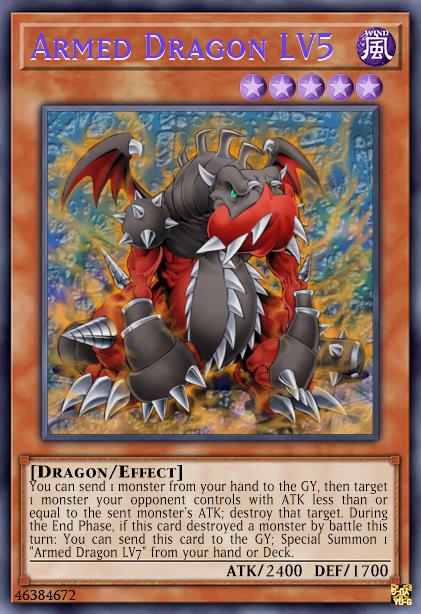 Armed Dragon LV5
WIND
風
[Dragon/Effect]
You can send 1 monster from your hand to the GY, then target
1 monster your opponent controls with ATK less than or
equal to the sent monster's ATK; destroy that target. During
the End Phase, if this card destroyed a monster by battle this
turn: You can send this card to the GY; Special Summon 1
"Armed Dragon LV7" from your hand or Deck.
ATK/2400 DEF/1700
46384672